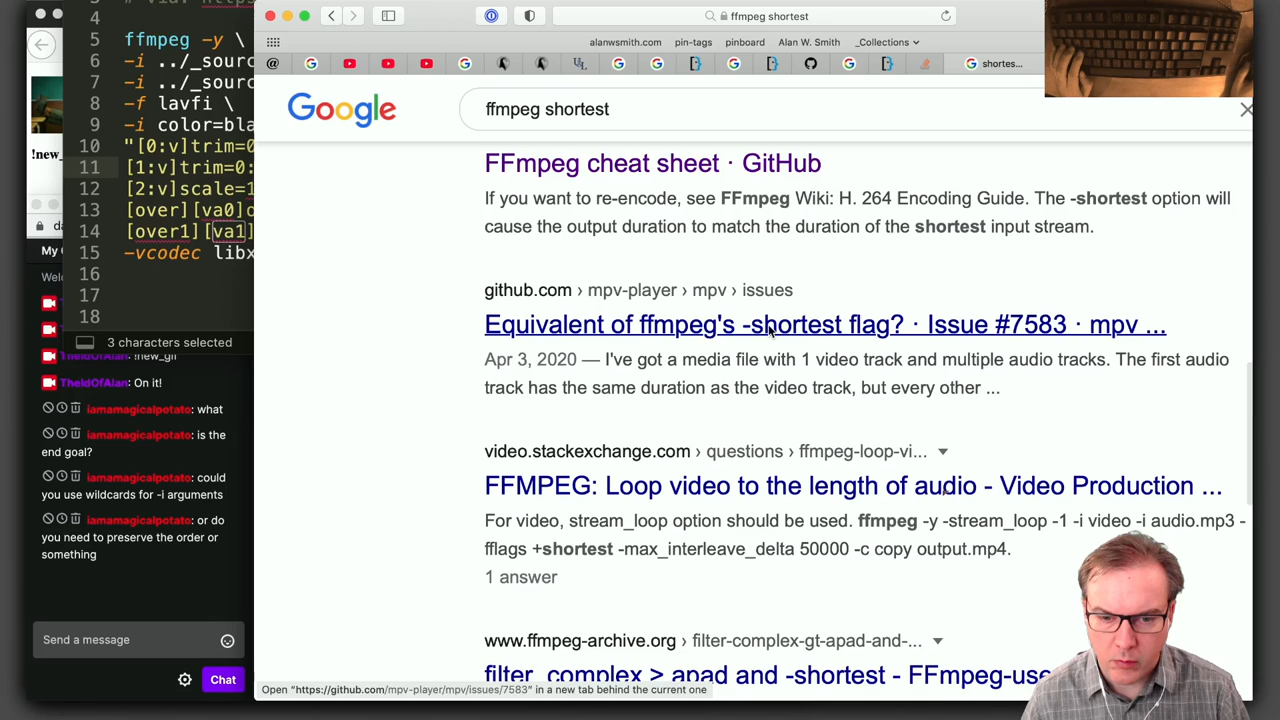 4
5
6
7
8
9
10
11
12
13
14
15
16
17
18
ffmpeg -y \
-i ../_sourc
-i ../_sourc
-f lavfi \
-i color=bla
"[0:v]trim=0
[1:v]trim=0:
[2:v]scale=1
[over][va0]o
[over1][va1]
-vcodec libx
3 characters selected
!new_
My
Welc
!new_gif
TheIdOfAlan: On it!
iamamagicalpotato: what
iamamagicalpotato: is the
end goal?
iamamagicalpotato: could
you use wildcards for -i arguments
iamamagicalpotato: or do
you need to preserve the order or
something
Send a message
Chat
ffmpeg shortest
alanwsmith.com
pin-tags
pinboard
Alan W. Smith
_Collections
shortes...
Google
ffmpeg shortest
FFmpeg cheat sheet · GitHub
If you want to re-encode, see FFmpeg Wiki: H. 264 Encoding Guide. The -shortest option will
cause the output duration to match the duration of the shortest input stream.
github.com › mpv-player › mpv › issues
Equivalent of ffmpeg's -shortest flag? · Issue #7583 · mpv ...
Apr 3, 2020 — I've got a media file with 1 video track and multiple audio tracks. The first audio
track has the same duration as the video track, but every other ...
video.stackexchange.com › questions › ffmpeg-loop-vi...
FFMPEG: Loop video to the length of audio - Video Production ...
For video, stream_loop option should be used. ffmpeg -y -stream_loop -1 -i video -i audio.mp3 -
fflags +shortest -max_interleave_delta 50000 -c copy output.mp4.
1 answer
www.ffmpeg-archive.org › filter-complex-gt-apad-and-...
filter_complex > apad and -shortest - FFmpeg-use
Open "https://github.com/mpv-player/mpv/issues/7583" in a new tab behind the current one